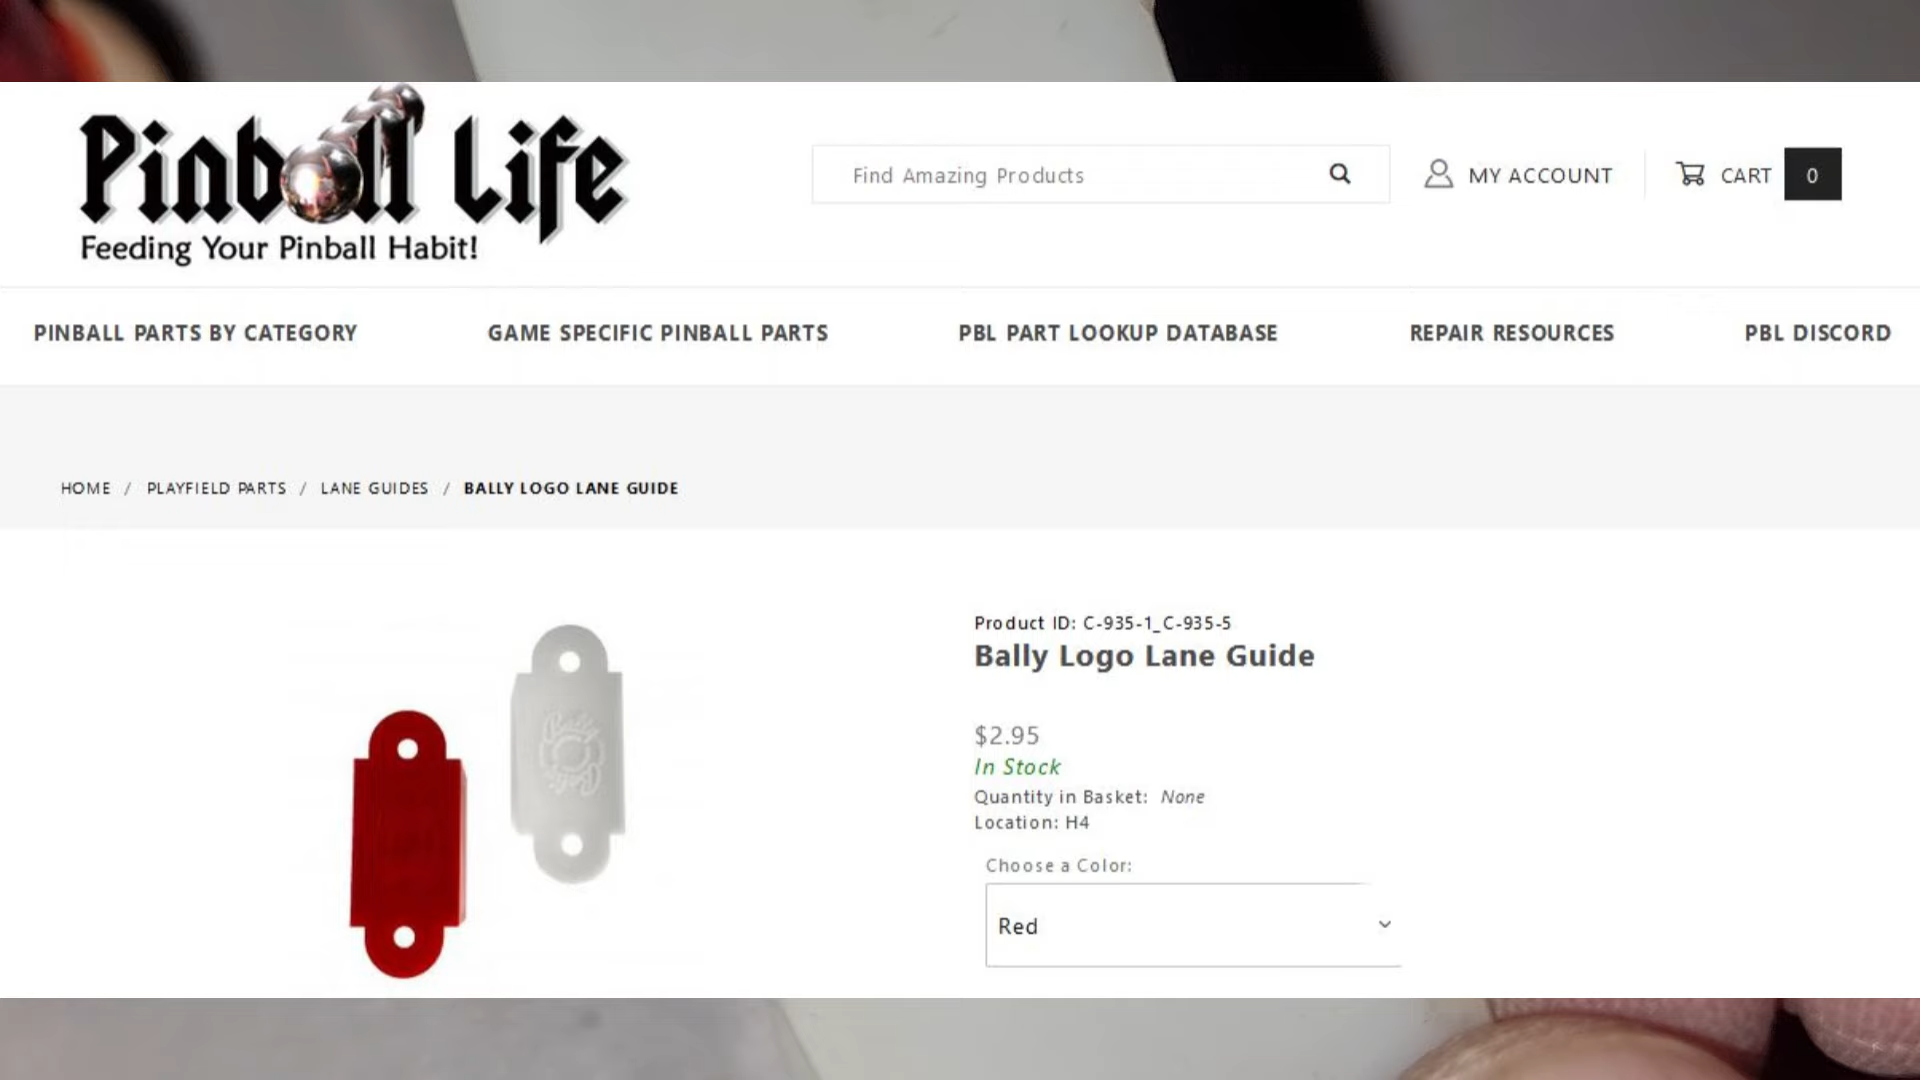 Pinball Life
Feeding Your Pinball Habit!
Find Amazing Products
MY ACCOUNT
CART
0
PINBALL PARTS BY CATEGORY
GAME SPECIFIC PINBALL PARTS
PBL PART LOOKUP DATABASE
REPAIR RESOURCES
PBL DISCORD
HOME / PLAYFIELD PARTS / LANE GUIDES / BALLY LOGO LANE GUIDE
Bally
Bally
Product ID: C-935-1_C-935-5
Bally Logo Lane Guide
$2.95
In Stock
Quantity in Basket: None
Location: H4
Choose a Color:
Red